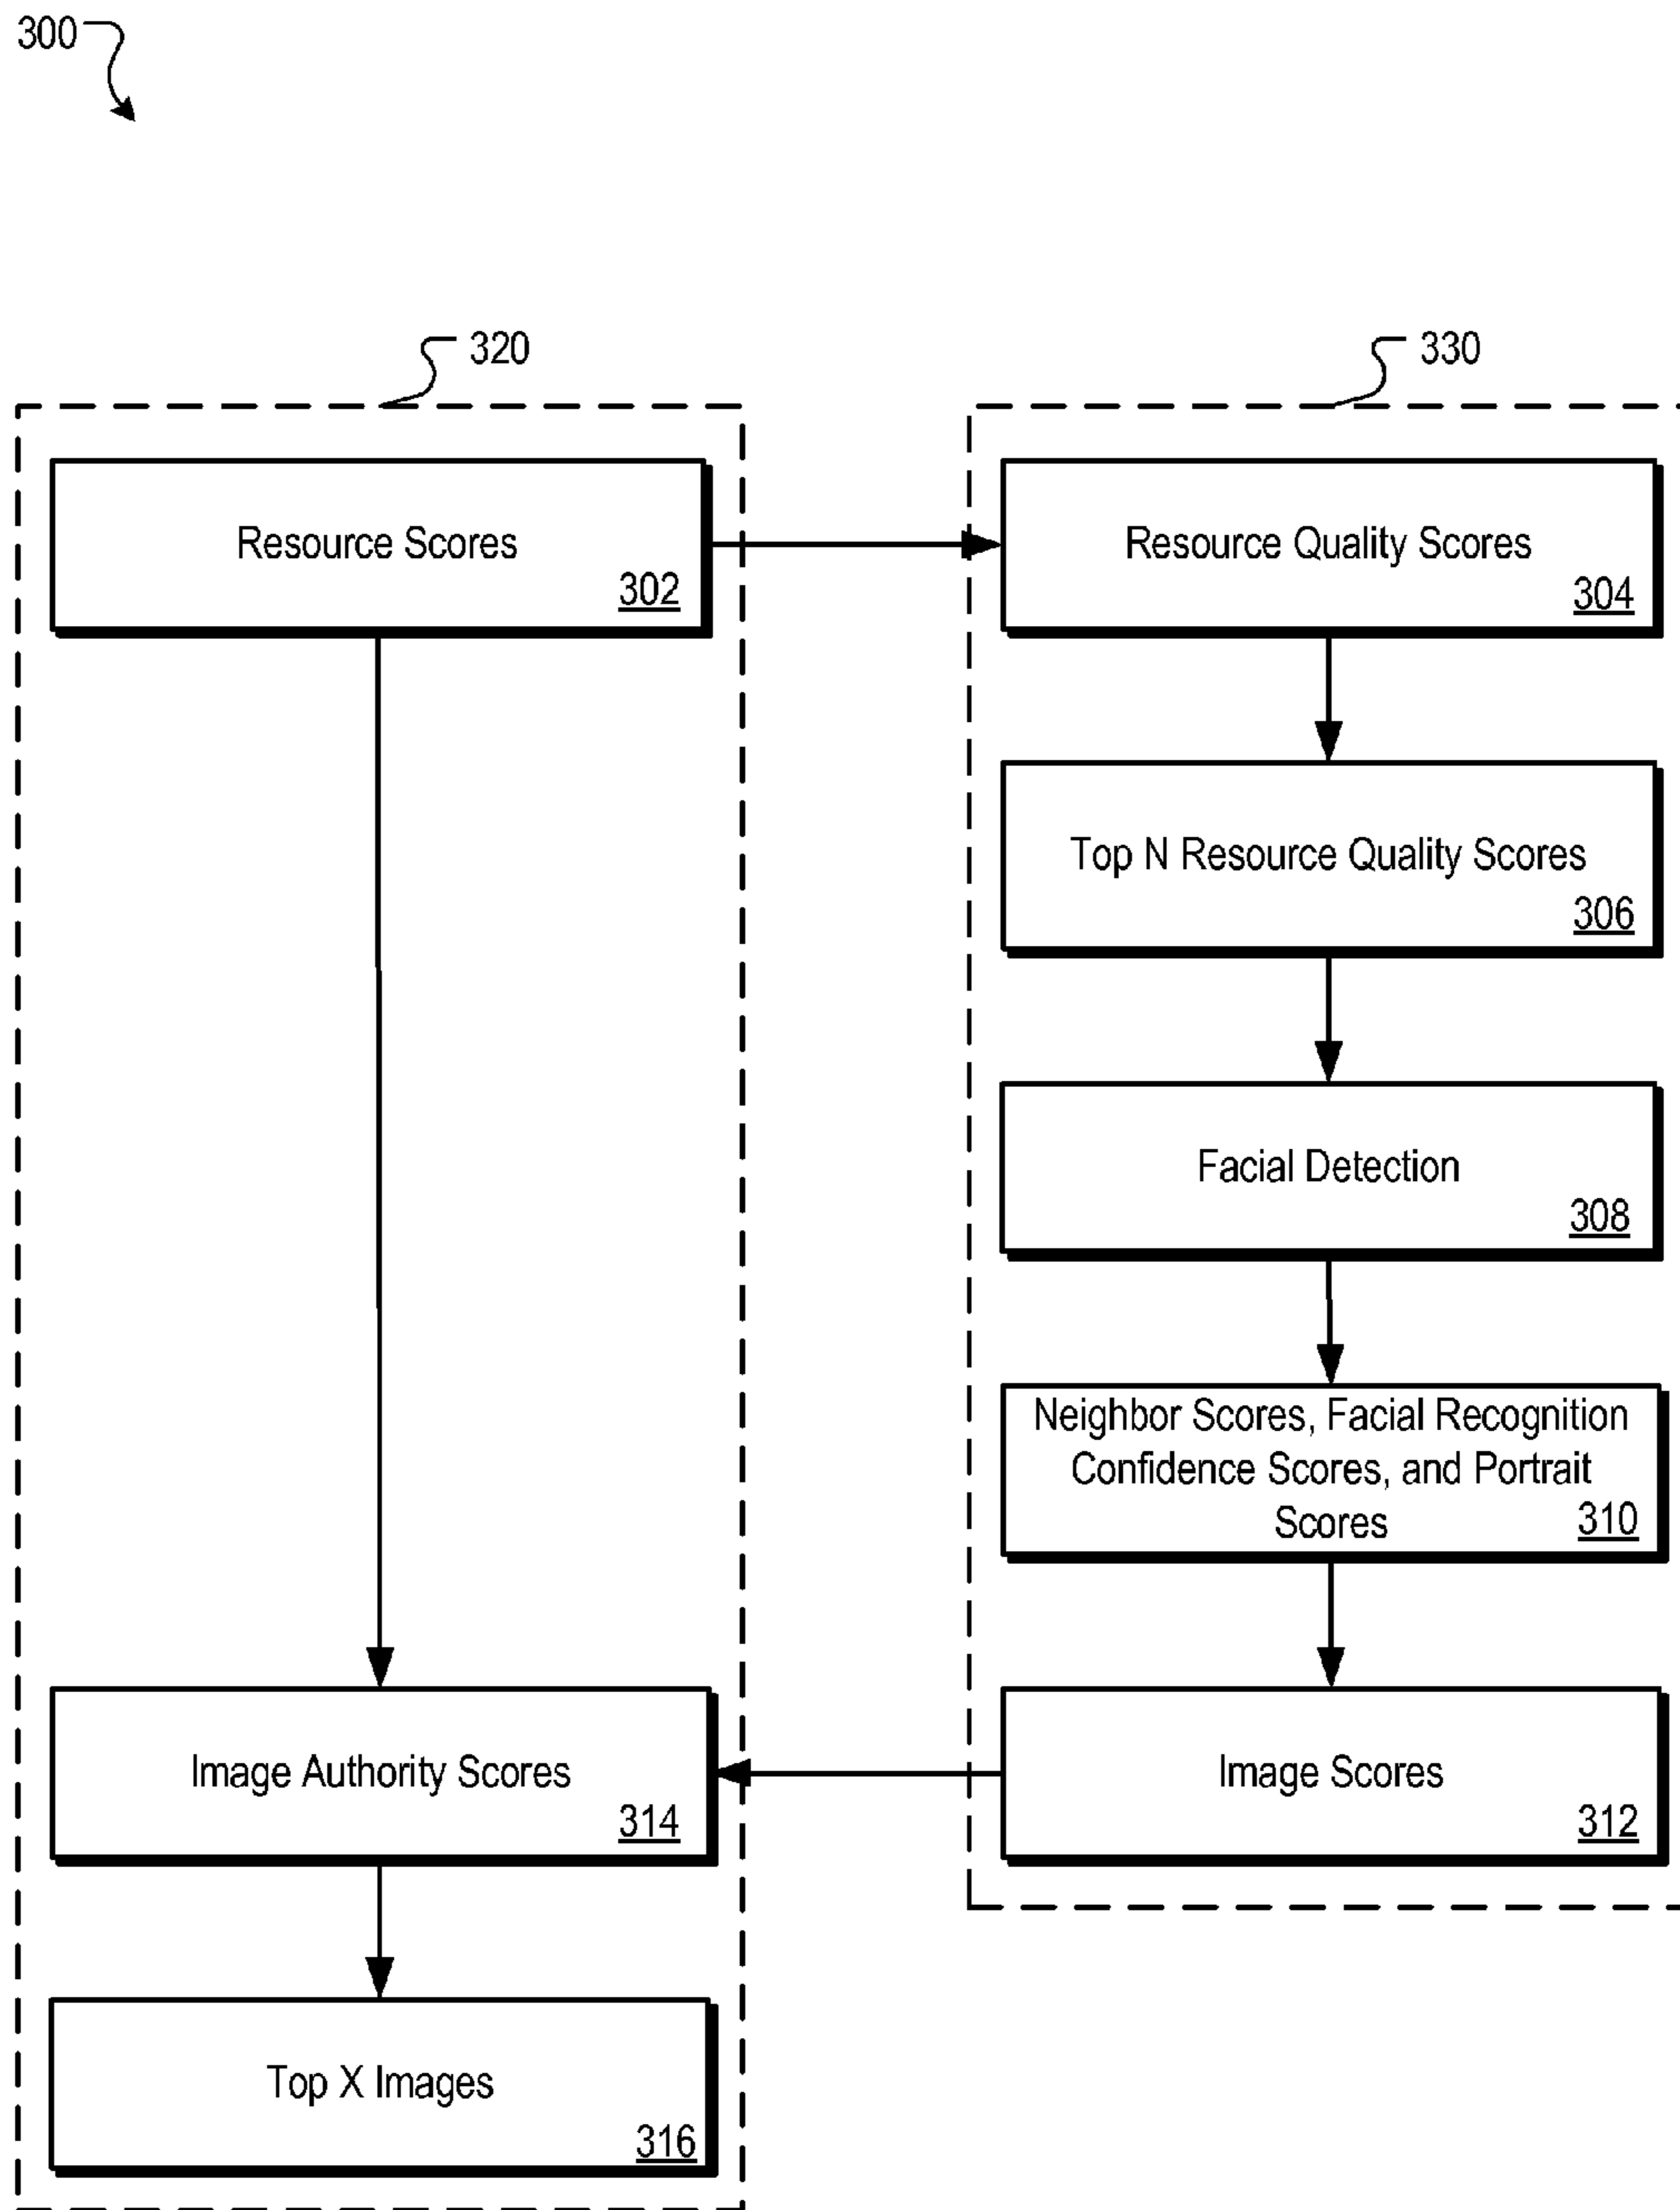 300
320
330
Resource Scores
302
Resource Quality Scores
304
Top N Resource Quality Scores
306
Facial Detection
308
Neighbor Scores, Facial Recognition
Confidence Scores, and Portrait
Scores
310
Image Authority Scores
314
Image Scores
312
Top X Images
316